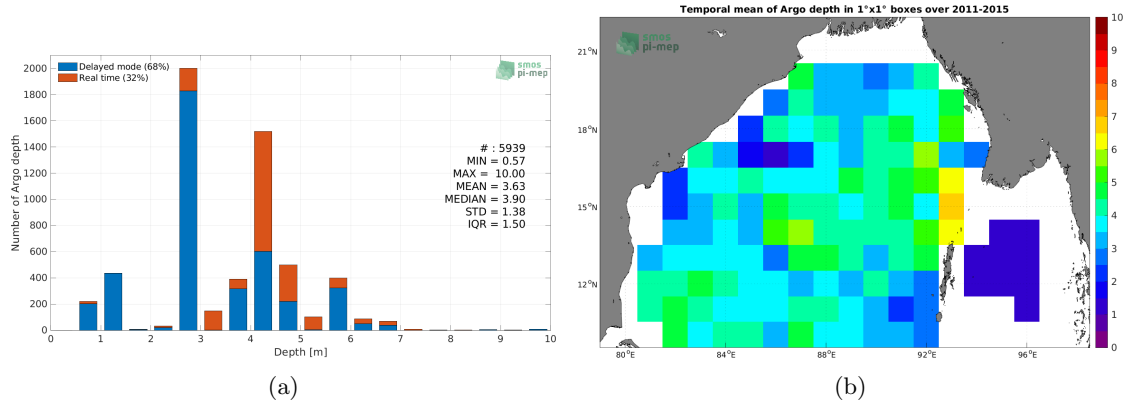 Temporal mean of Argo depth in 1°x1° boxes over 2011-2015
Delayed mode (68%)
Real time (32%)
smos
pi-mep
# : 5939
MIN = 0.57
MAX = 10.00
MEAN = 3.63
MEDIAN = 3.90
STD = 1.38
IQR = 1.50
Number of Argo depth
2000
1800
1600
1400
1200
1000
800
600
400
200
0
0 1 2 3 4 5 6 7 8 9 10
Depth [m]
(a)
smos
pi-mep
21°N
18°N
15°N
12°N
80°E 84°E 88°E 92°E 96°E
10
9
8
7
6
5
4
3
2
1
0
(b)